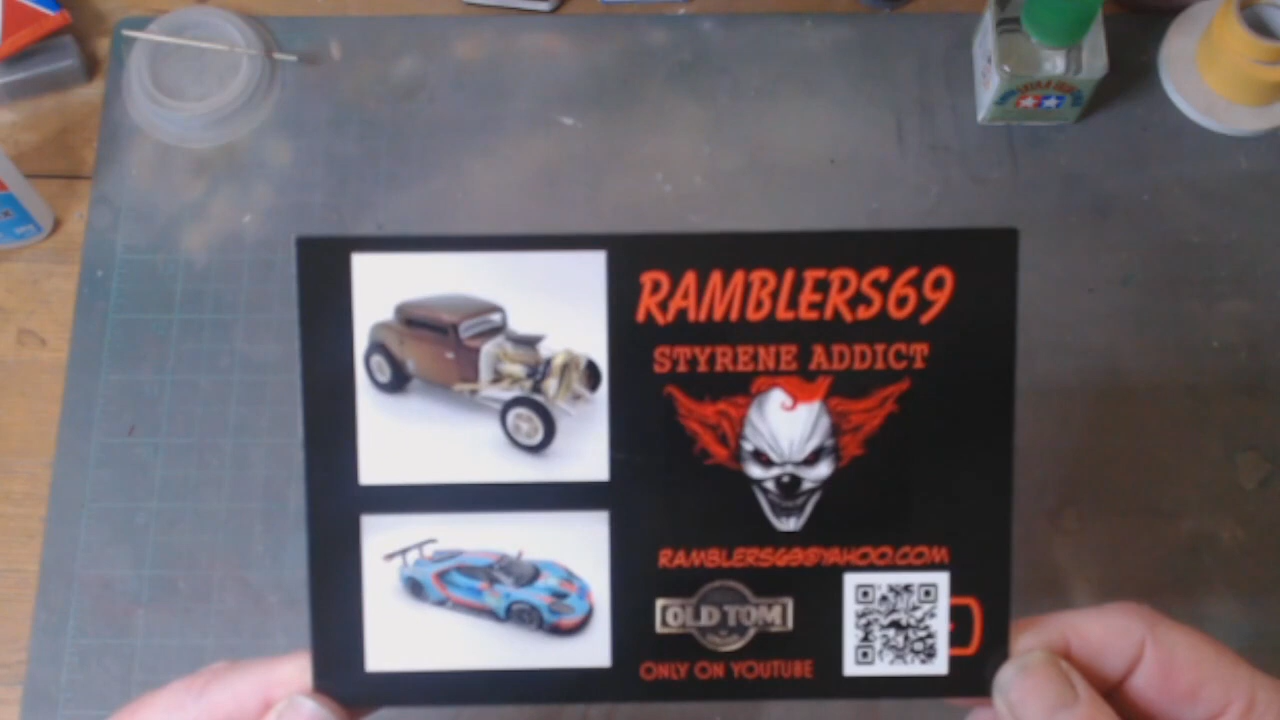 RAMBLERS69
STYRENE ADDICT
RAMBLERS69@YAHOO.COM
OLD TOM
ONLY ON YOUTUBE